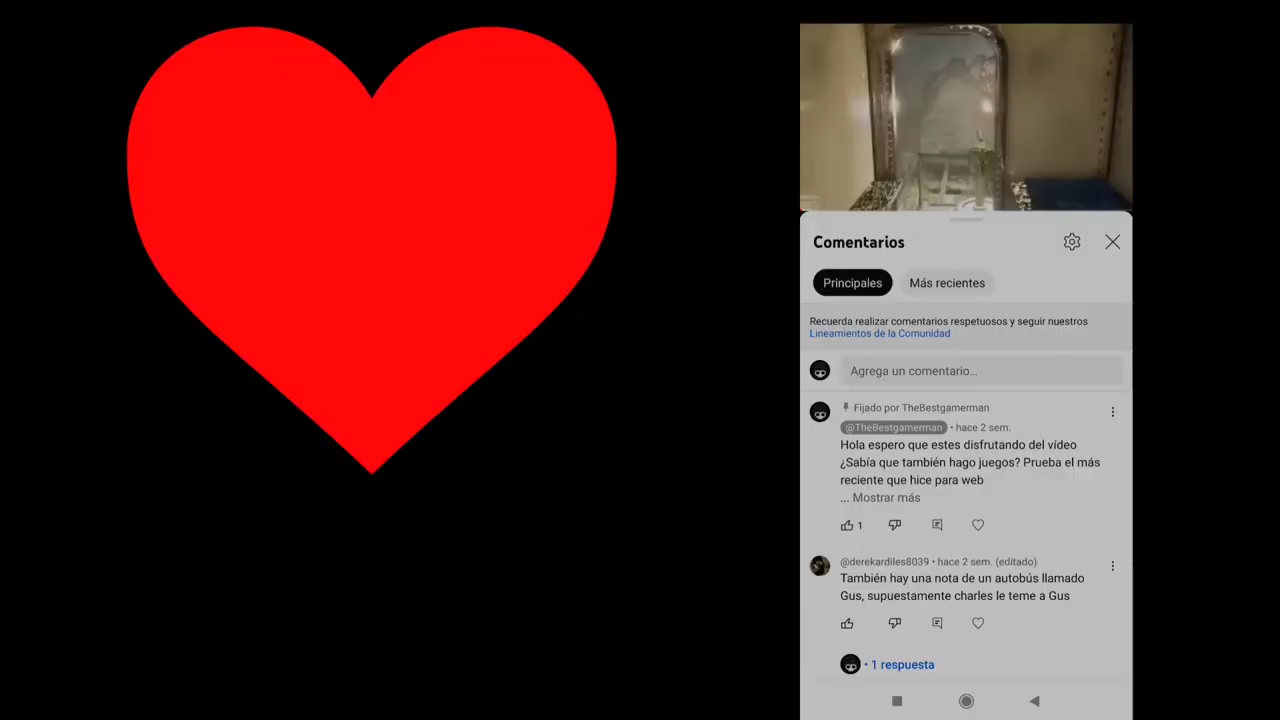 Comentarios
Principales
Más recientes
Recuerda realizar comentarios respetuosos y seguir nuestros
Lineamientos de la Comunidad
Agrega un comentario...
Fijado por TheBestgamerman
@TheBestgamerman • hace 2 sem.
Hola espero que estes disfrutando del vídeo
¿Sabía que también hago juegos? Prueba el más
reciente que hice para web
... Mostrar más
1
@derekardiles8039 • hace 2 sem. (editado)
También hay una nota de un autobús llamado
Gus, supuestamente charles le teme a Gus
• 1 respuesta